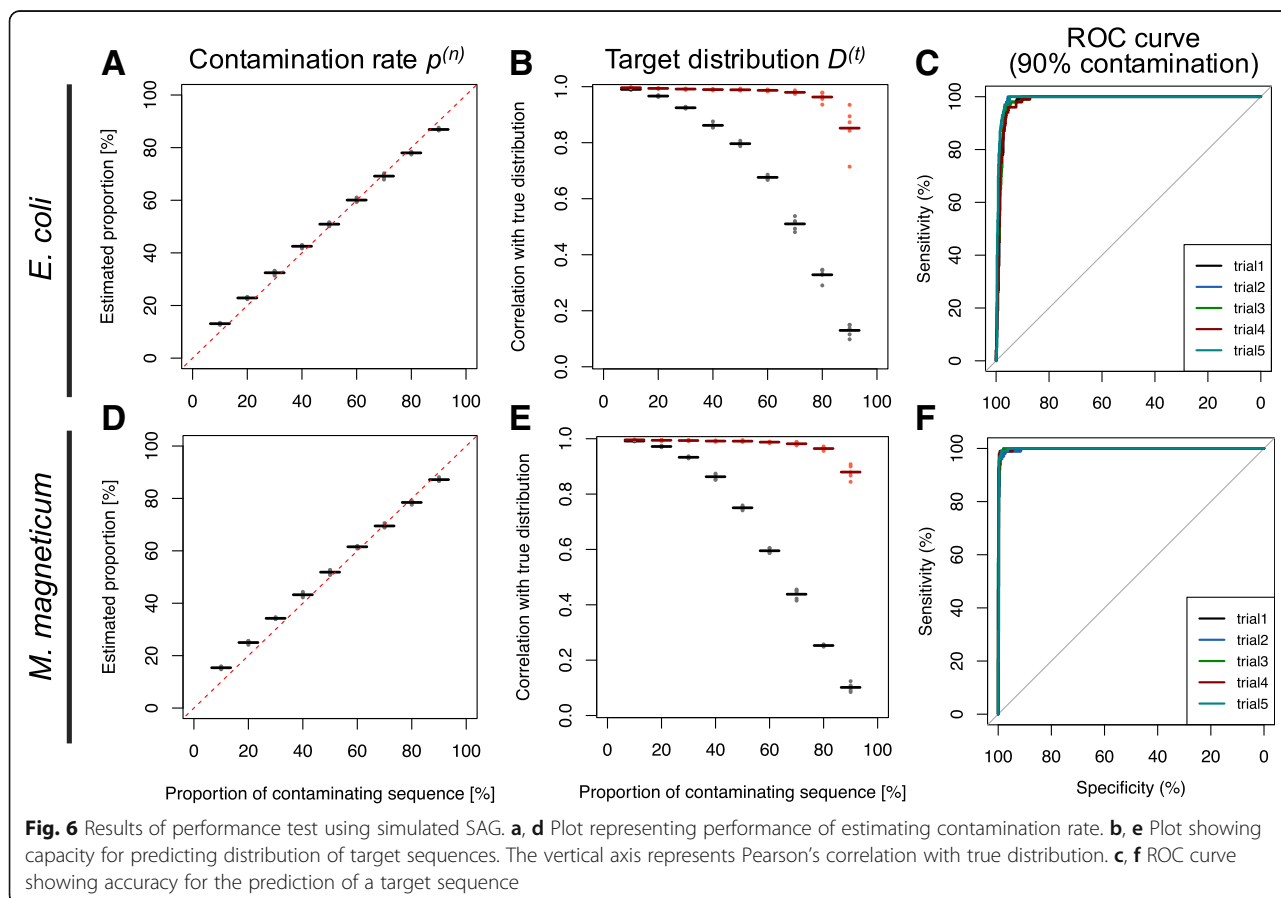 A
Contamination rate p(n)
B
Target distribution D(t)
C
ROC curve
(90% contamination)
E. coli
Estimated proportion [%]
100
80
60
40
20
0
0 20 40 60 80 100
Correlation with true distribution
1.0
0.8
0.6
0.4
0.2
0.0
0 20 40 60 80 100
Sensitivity (%)
100
80
60
40
20
0
100 80 60 40 20 0
trial1
trial2
trial3
trial4
trial5
M. magneticum
D
Estimated proportion [%]
100
80
60
40
20
0
0 20 40 60 80 100
E
Correlation with true distribution
1.0
0.8
0.6
0.4
0.2
0.0
0 20 40 60 80 100
F
Sensitivity (%)
100
80
60
40
20
0
100 80 60 40 20 0
trial1
trial2
trial3
trial4
trial5
Proportion of contaminating sequence [%]
Proportion of contaminating sequence [%]
Specificity (%)
Fig. 6 Results of performance test using simulated SAG. a, d Plot representing performance of estimating contamination rate. b, e Plot showing
capacity for predicting distribution of target sequences. The vertical axis represents Pearson's correlation with true distribution. c, f ROC curve
showing accuracy for the prediction of a target sequence